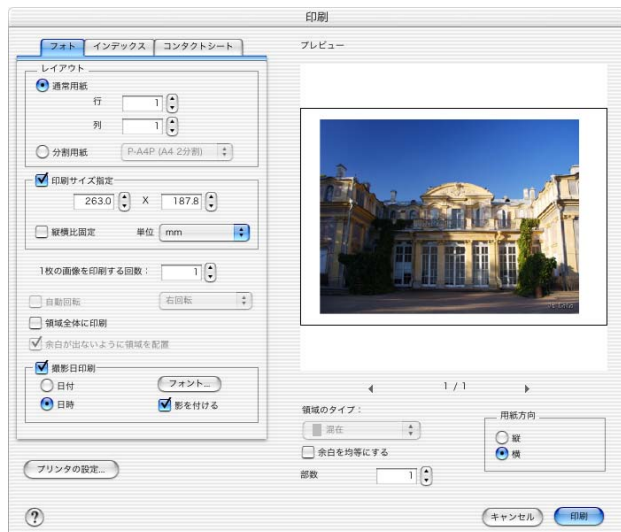 印刷
フォト インデックス コンタクトシート
プレビュー
レイアウト
通常用紙
行 1
列 1
分割用紙 P-A4P (A4 2分割)
印刷サイズ指定
263.0 X 187.8
縦横比固定 単位 mm
1枚の画像を印刷する回数： 1
自動回転 右回転
領域全体に印刷
余白が出ないように領域を配置
撮影日印刷
日付 フォント...
日時 影を付ける
プリンタの設定...
1 / 1
領域のタイプ：
混在
余白を均等にする
部数 1
用紙方向
縦
横
?
キャンセル 印刷